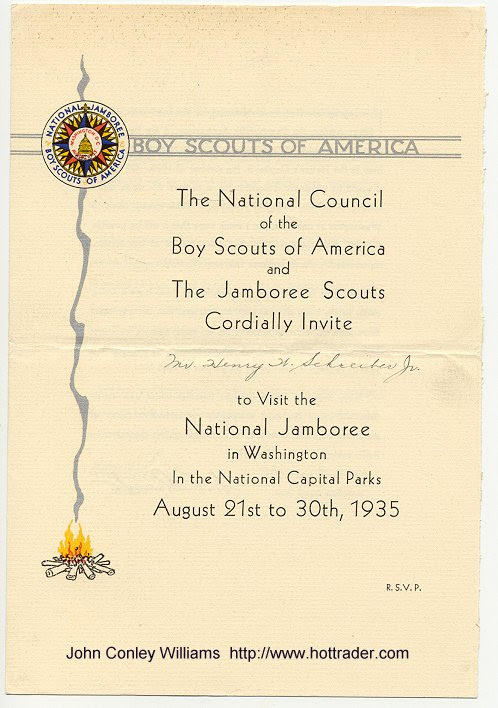 NATIONAL JAMBOREE
WASHINGTON D.C.
BOY SCOUTS OF AMERICA
BOY SCOUTS OF AMERICA
The National Council
of the
Boy Scouts of America
and
The Jamboree Scouts
Cordially Invite
Mr. Henry H. Schreiber Jr.
to Visit the
National Jamboree
in Washington
In the National Capital Parks
August 21st to 30th, 1935
R.S.V.P.
John Conley Williams http://www.hottrader.com